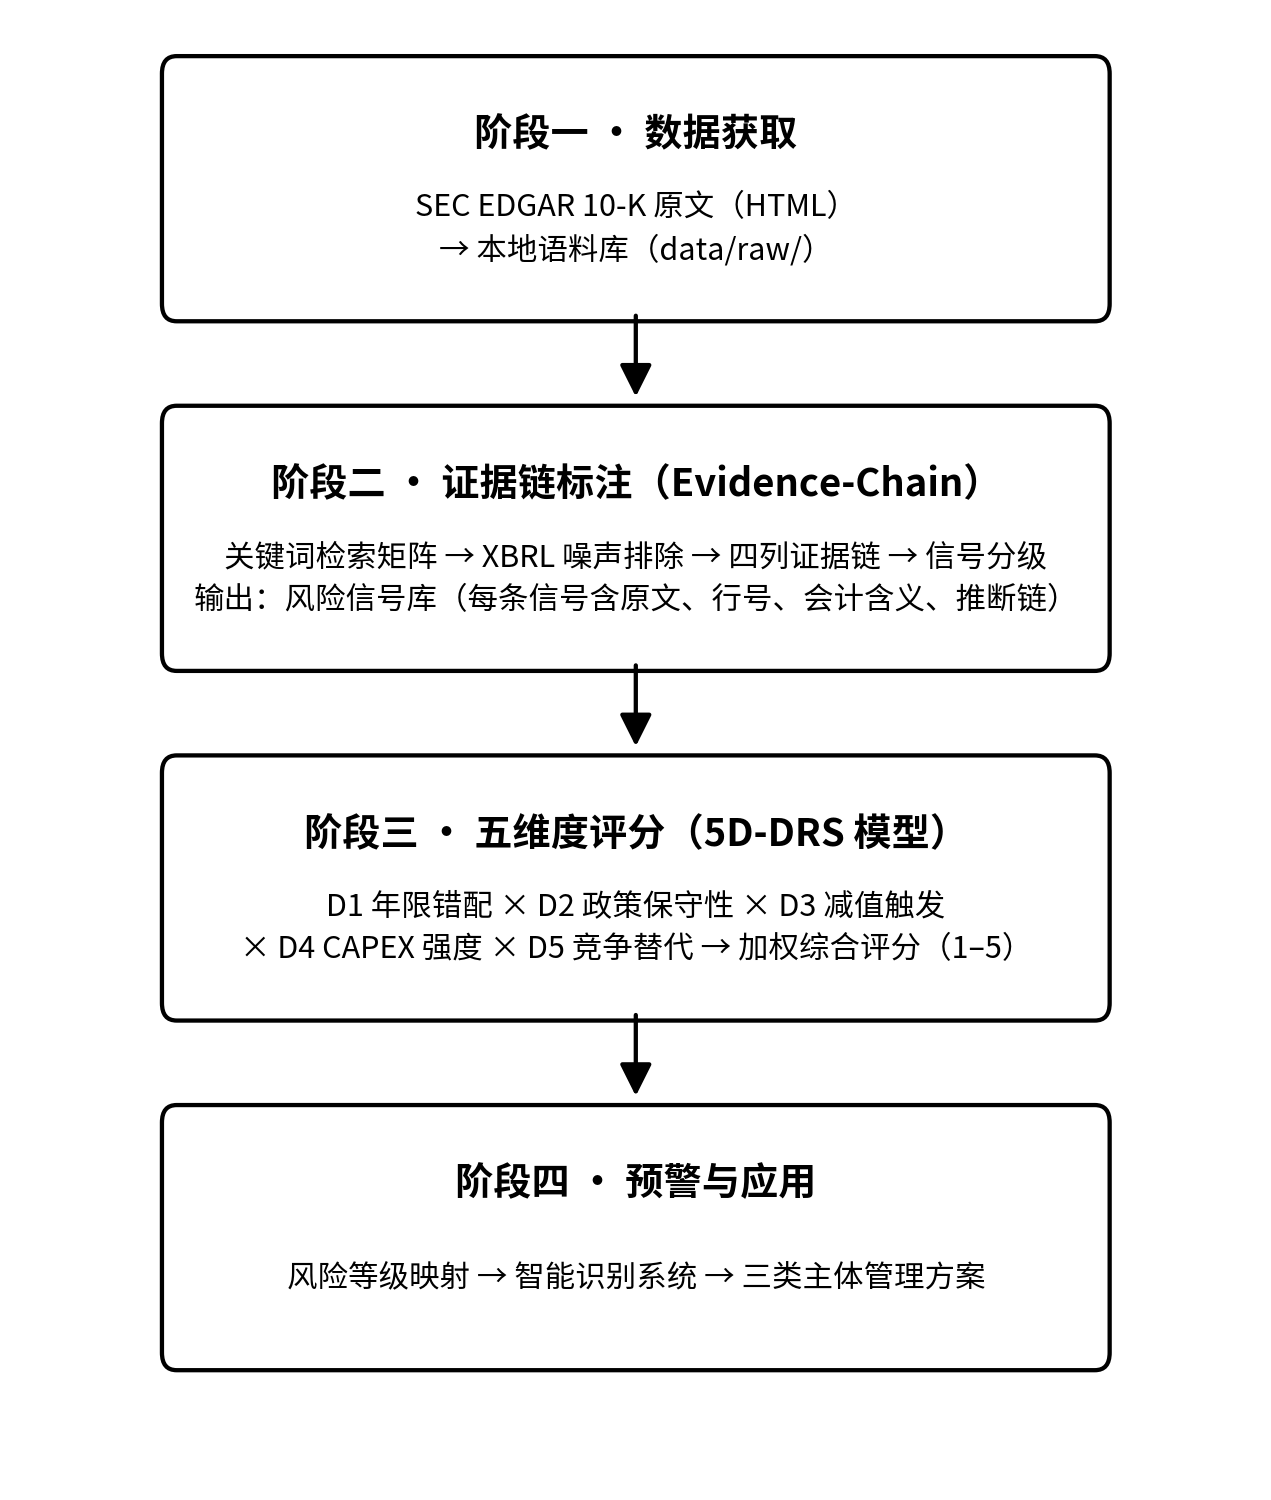 阶段一 · 数据获取
SEC EDGAR 10-K 原文（HTML）
→ 本地语料库（data/raw/）
阶段二 · 证据链标注（Evidence-Chain）
关键词检索矩阵 → XBRL 噪声排除 → 四列证据链 → 信号分级
输出：风险信号库（每条信号含原文、行号、会计含义、推断链）
阶段三 · 五维度评分（5D-DRS 模型）
D1 年限错配 × D2 政策保守性 × D3 减值触发
× D4 CAPEX 强度 × D5 竞争替代 → 加权综合评分（1–5）
阶段四 · 预警与应用
风险等级映射 → 智能识别系统 → 三类主体管理方案